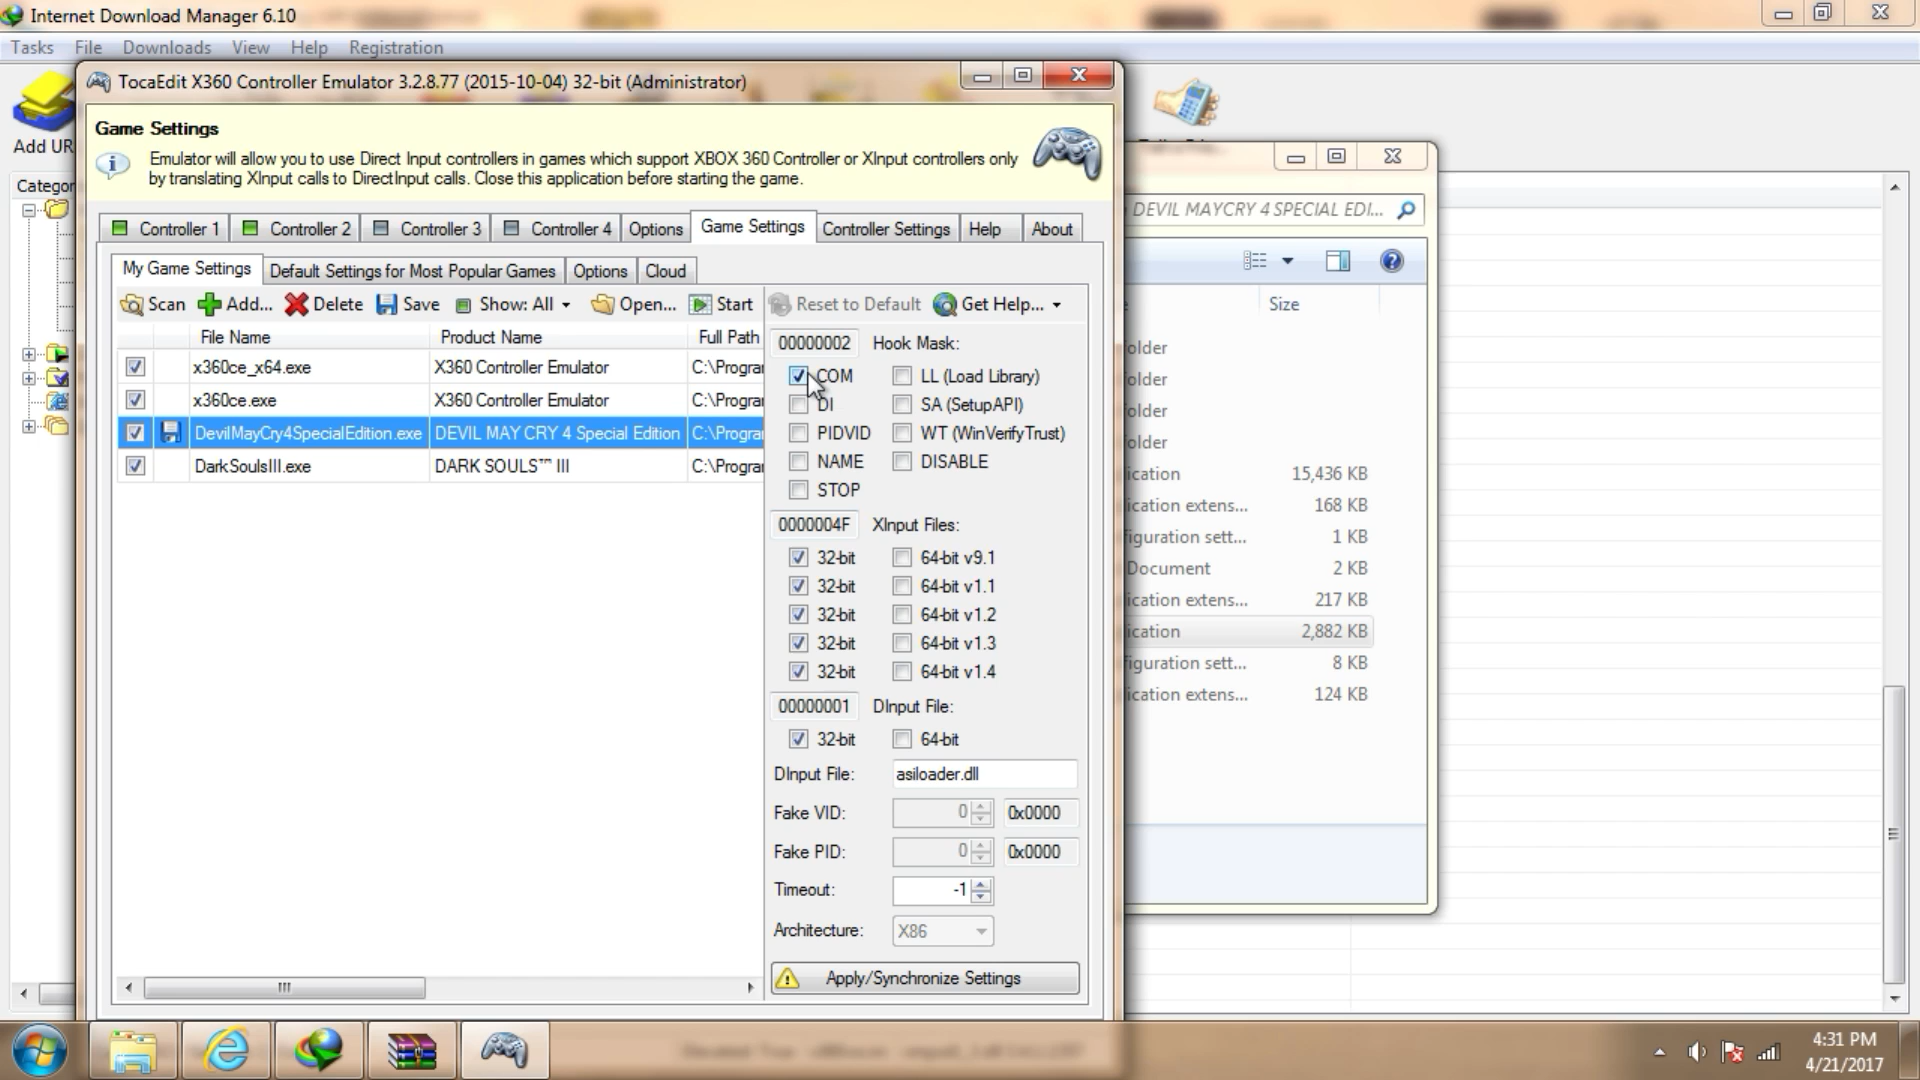 Internet Download Manager 6.10
Tasks File Downloads View Help Registration
TocaEdit X360 Controller Emulator 3.2.8.77 (2015-10-04) 32-bit (Administrator)
Add UR
Game Settings
Emulator will allow you to use Direct Input controllers in games which support XBOX 360 Controller or XInput controllers only
by translating XInput calls to DirectInput calls. Close this application before starting the game.
Categor
DEVIL MAYCRY 4 SPECIAL EDI...
Controller 1 Controller 2 Controller 3 Controller 4 Options Game Settings Controller Settings Help About
My Game Settings Default Settings for Most Popular Games Options Cloud
Scan Add... Delete Save Show: All Open... Start Reset to Default Get Help...
Size
File Name Product Name Full Path
00000002 Hook Mask:
x360ce_x64.exe X360 Controller Emulator C:\Progra
x360ce.exe X360 Controller Emulator C:\Progra
DevilMayCry4SpecialEdition.exe DEVIL MAY CRY 4 Special Edition C:\Progra
DarkSoulsIII.exe DARK SOULS™ III C:\Progra
COM LL (Load Library)
DI SA (SetupAPI)
PIDVID WT (WinVerifyTrust)
NAME DISABLE
STOP
0000004F XInput Files:
32-bit 64-bit v9.1
32-bit 64-bit v1.1
32-bit 64-bit v1.2
32-bit 64-bit v1.3
32-bit 64-bit v1.4
00000001 DInput File:
32-bit 64-bit
DInput File: asiloader.dll
Fake VID: 0 0x0000
Fake PID: 0 0x0000
Timeout: -1
Architecture: X86
Apply/Synchronize Settings
older
older
older
older
ication 15,436 KB
ication extens... 168 KB
iguration sett... 1 KB
Document 2 KB
ication extens... 217 KB
ication 2,882 KB
figuration sett... 8 KB
ication extens... 124 KB
4:31 PM
4/21/2017